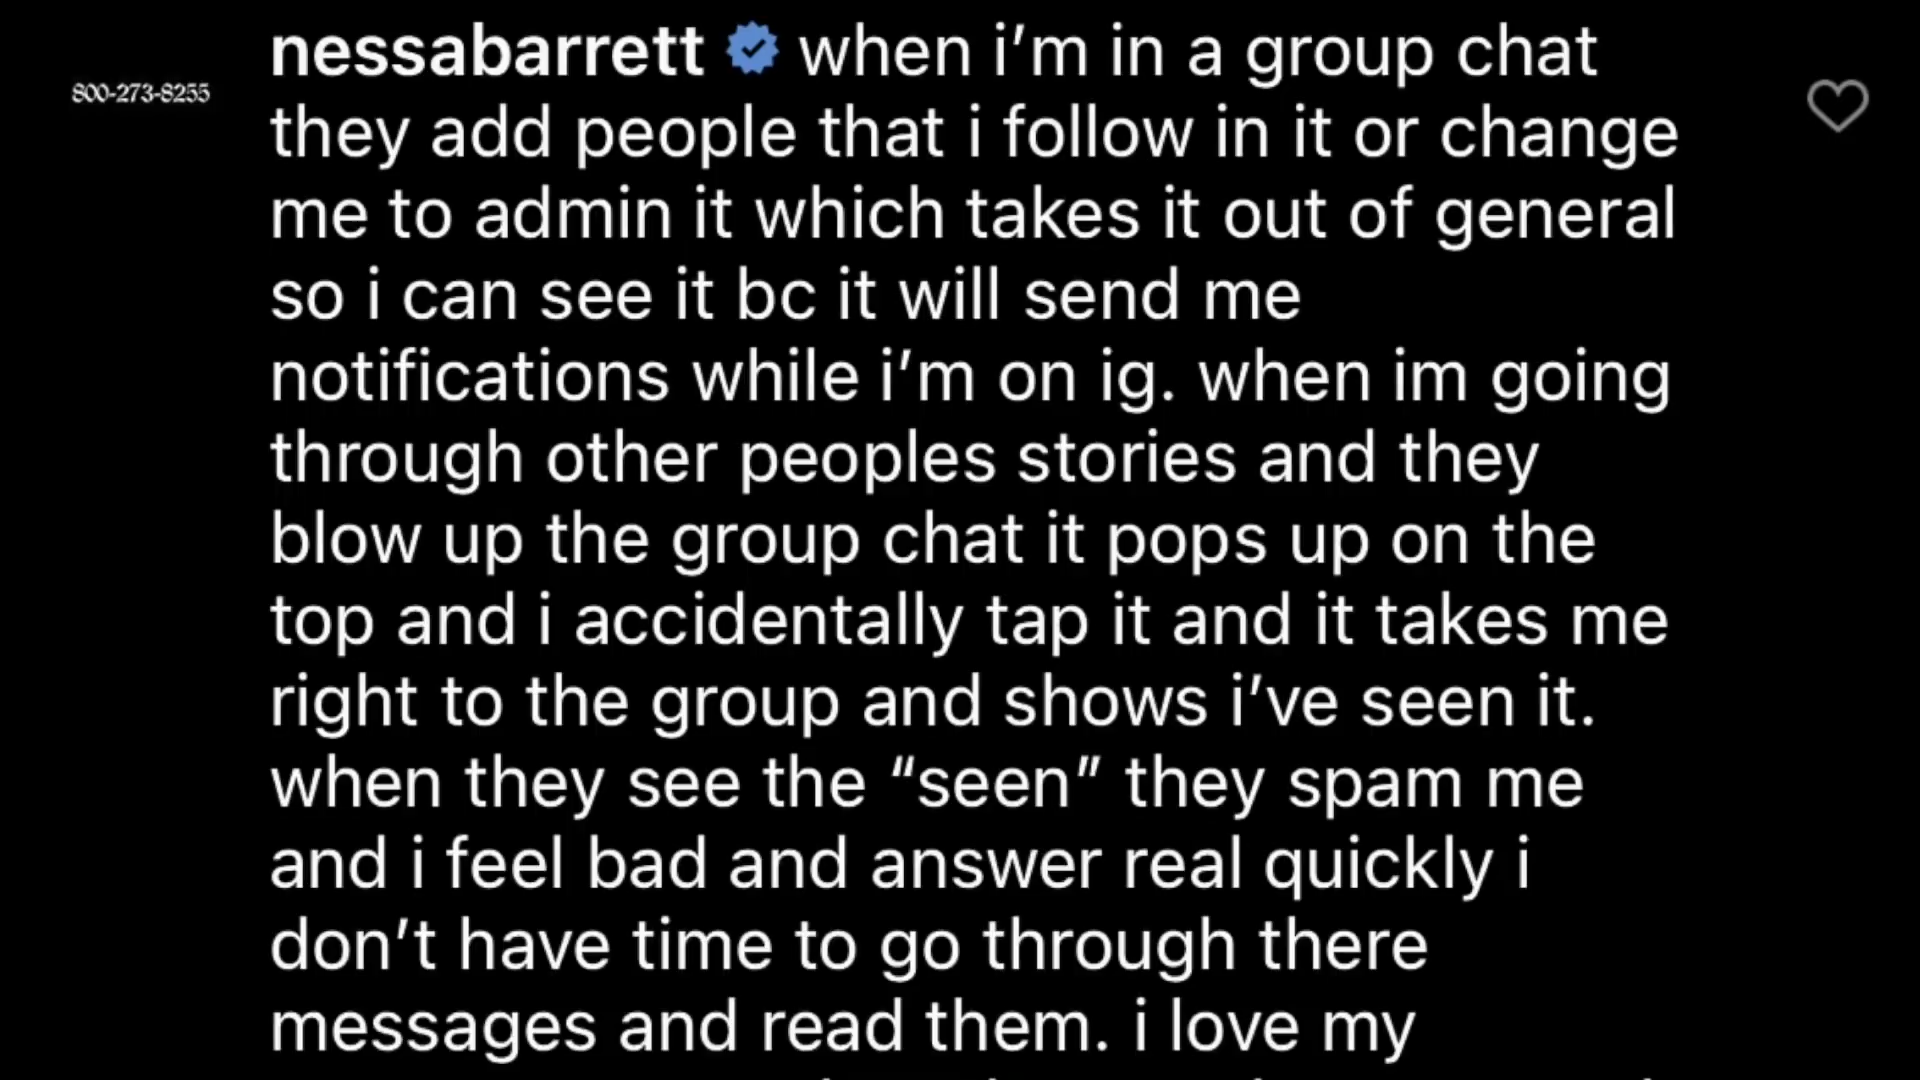 nessabarrett when i’m in a group chat
800-273-8255
they add people that i follow in it or change
me to admin it which takes it out of general
so i can see it bc it will send me
notifications while i’m on ig. when im going
through other peoples stories and they
blow up the group chat it pops up on the
top and i accidentally tap it and it takes me
right to the group and shows i’ve seen it.
when they see the “seen” they spam me
and i feel bad and answer real quickly i
don’t have time to go through there
messages and read them. i love my